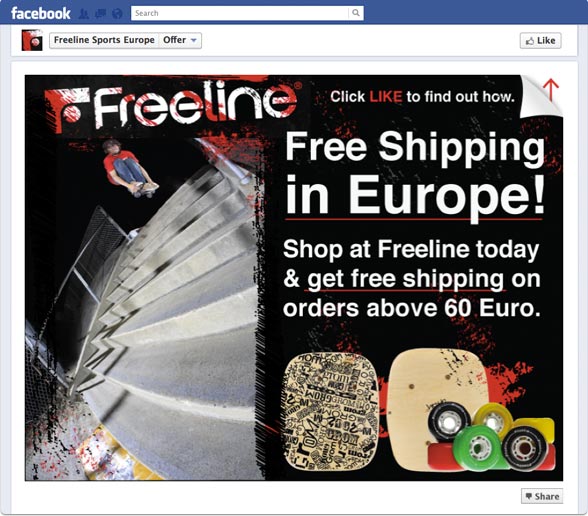 facebook
Search
Freeline Sports Europe
Offer
Like
Freeline®
Click LIKE to find out how.
Free Shipping
in Europe!
Shop at Freeline today
& get free shipping on
orders above 60 Euro.
Share